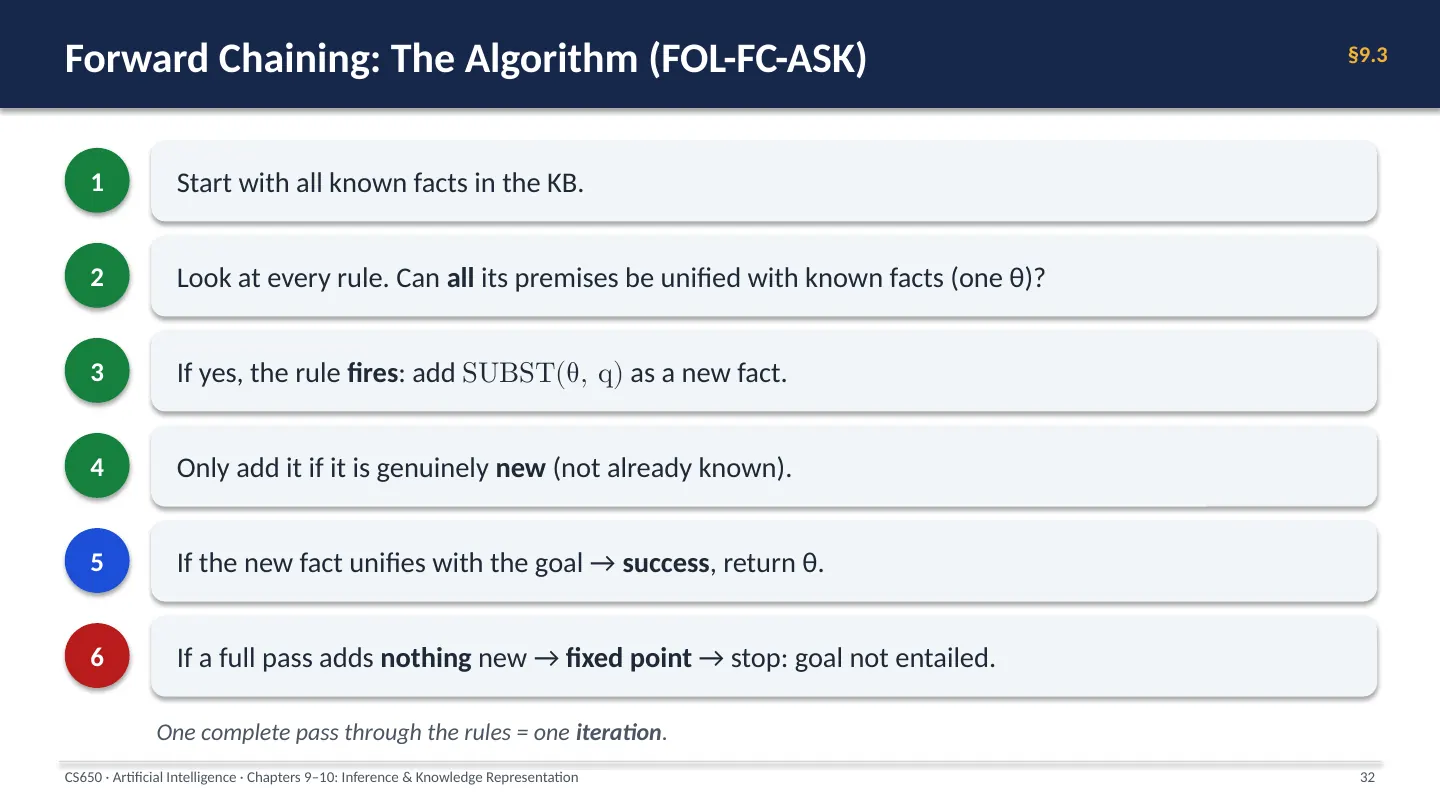 Forward Chaining: The Algorithm (FOL-FC-ASK)
§9.3
1
Start with all known facts in the KB.
2
Look at every rule. Can all its premises be unified with known facts (one θ)?
3
If yes, the rule fires: add SUBST(θ, q) as a new fact.
4
Only add it if it is genuinely new (not already known).
5
If the new fact unifies with the goal → success, return θ.
6
If a full pass adds nothing new → fixed point → stop: goal not entailed.
One complete pass through the rules = one iteration.
CS650 · Artificial Intelligence · Chapters 9–10: Inference & Knowledge Representation
32